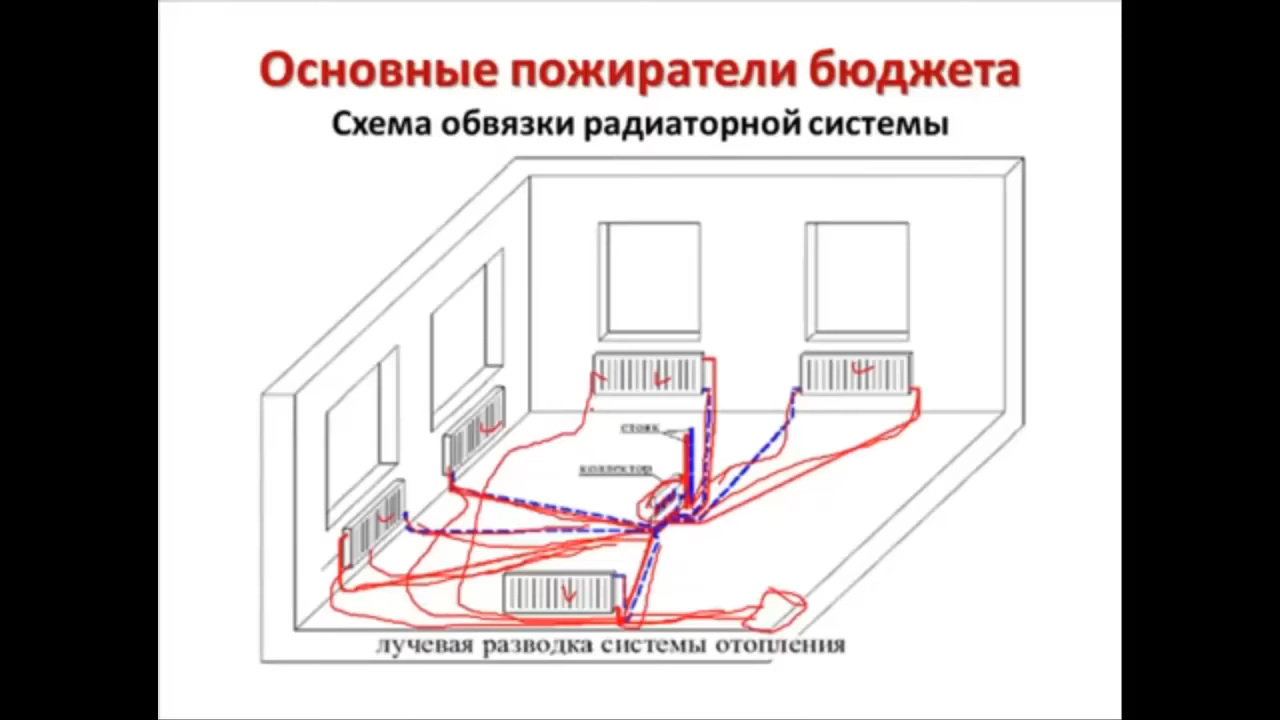 Основные пожиратели бюджета
Схема обвязки радиаторной системы
стояк
коллектор
лучевая разводка системы отопления